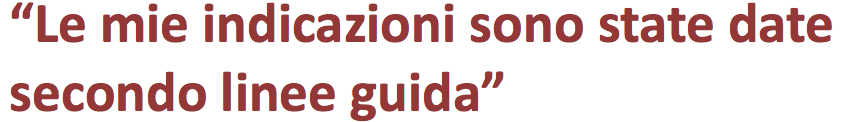 “Le mie indicazioni sono state date
secondo linee guida”